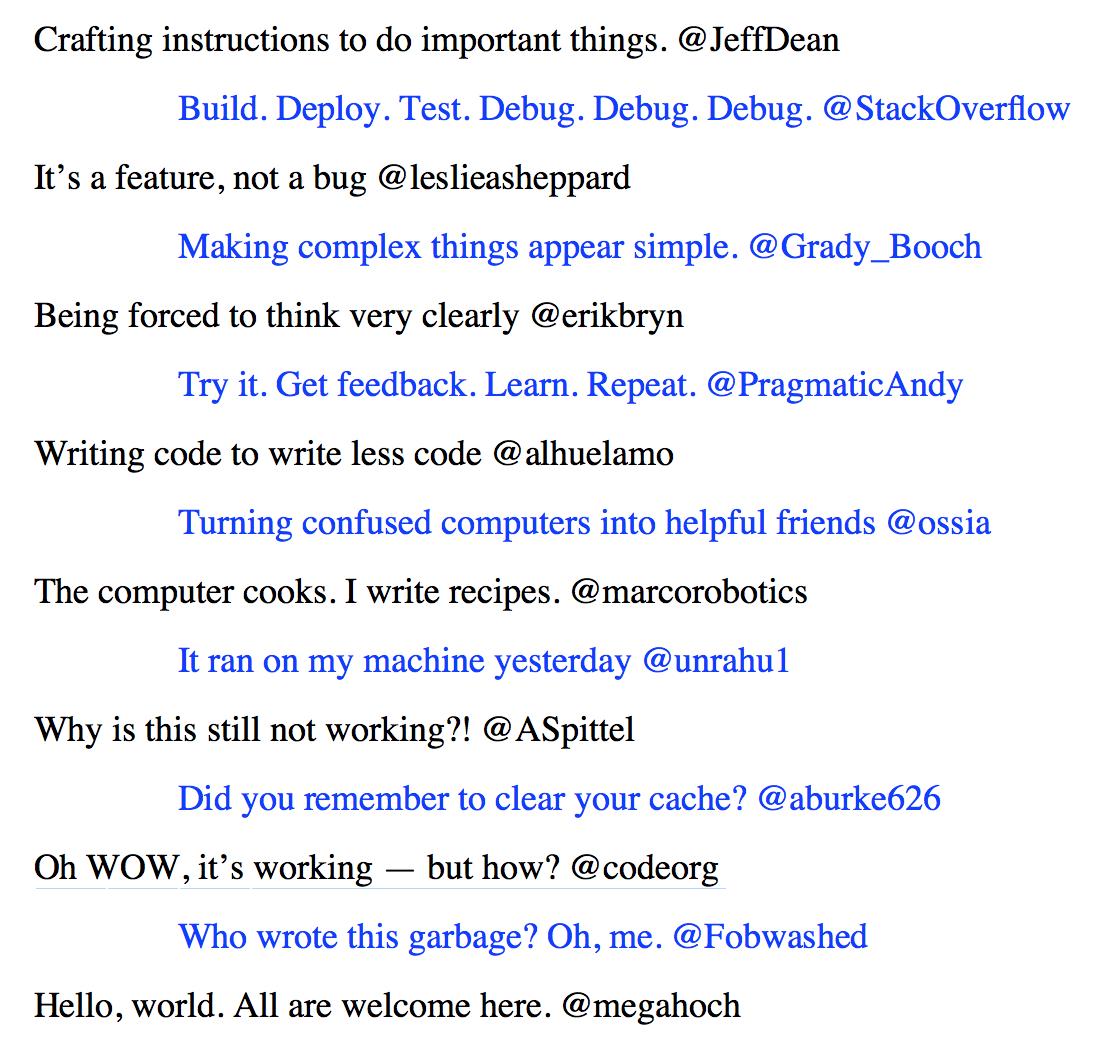 Crafting instructions to do important things. @JeffDean
Build. Deploy. Test. Debug. Debug. Debug. @StackOverflow
It’s a feature, not a bug @leslieasheppard
Making complex things appear simple. @Grady_Booch
Being forced to think very clearly @erikbryn
Try it. Get feedback. Learn. Repeat. @PragmaticAndy
Writing code to write less code @alhuelamo
Turning confused computers into helpful friends @ossia
The computer cooks. I write recipes. @marcorobotics
It ran on my machine yesterday @unrahu1
Why is this still not working?! @ASpittel
Did you remember to clear your cache? @aburke626
Oh WOW, it’s working — but how? @codeorg
Who wrote this garbage? Oh, me. @Fobwashed
Hello, world. All are welcome here. @megahoch